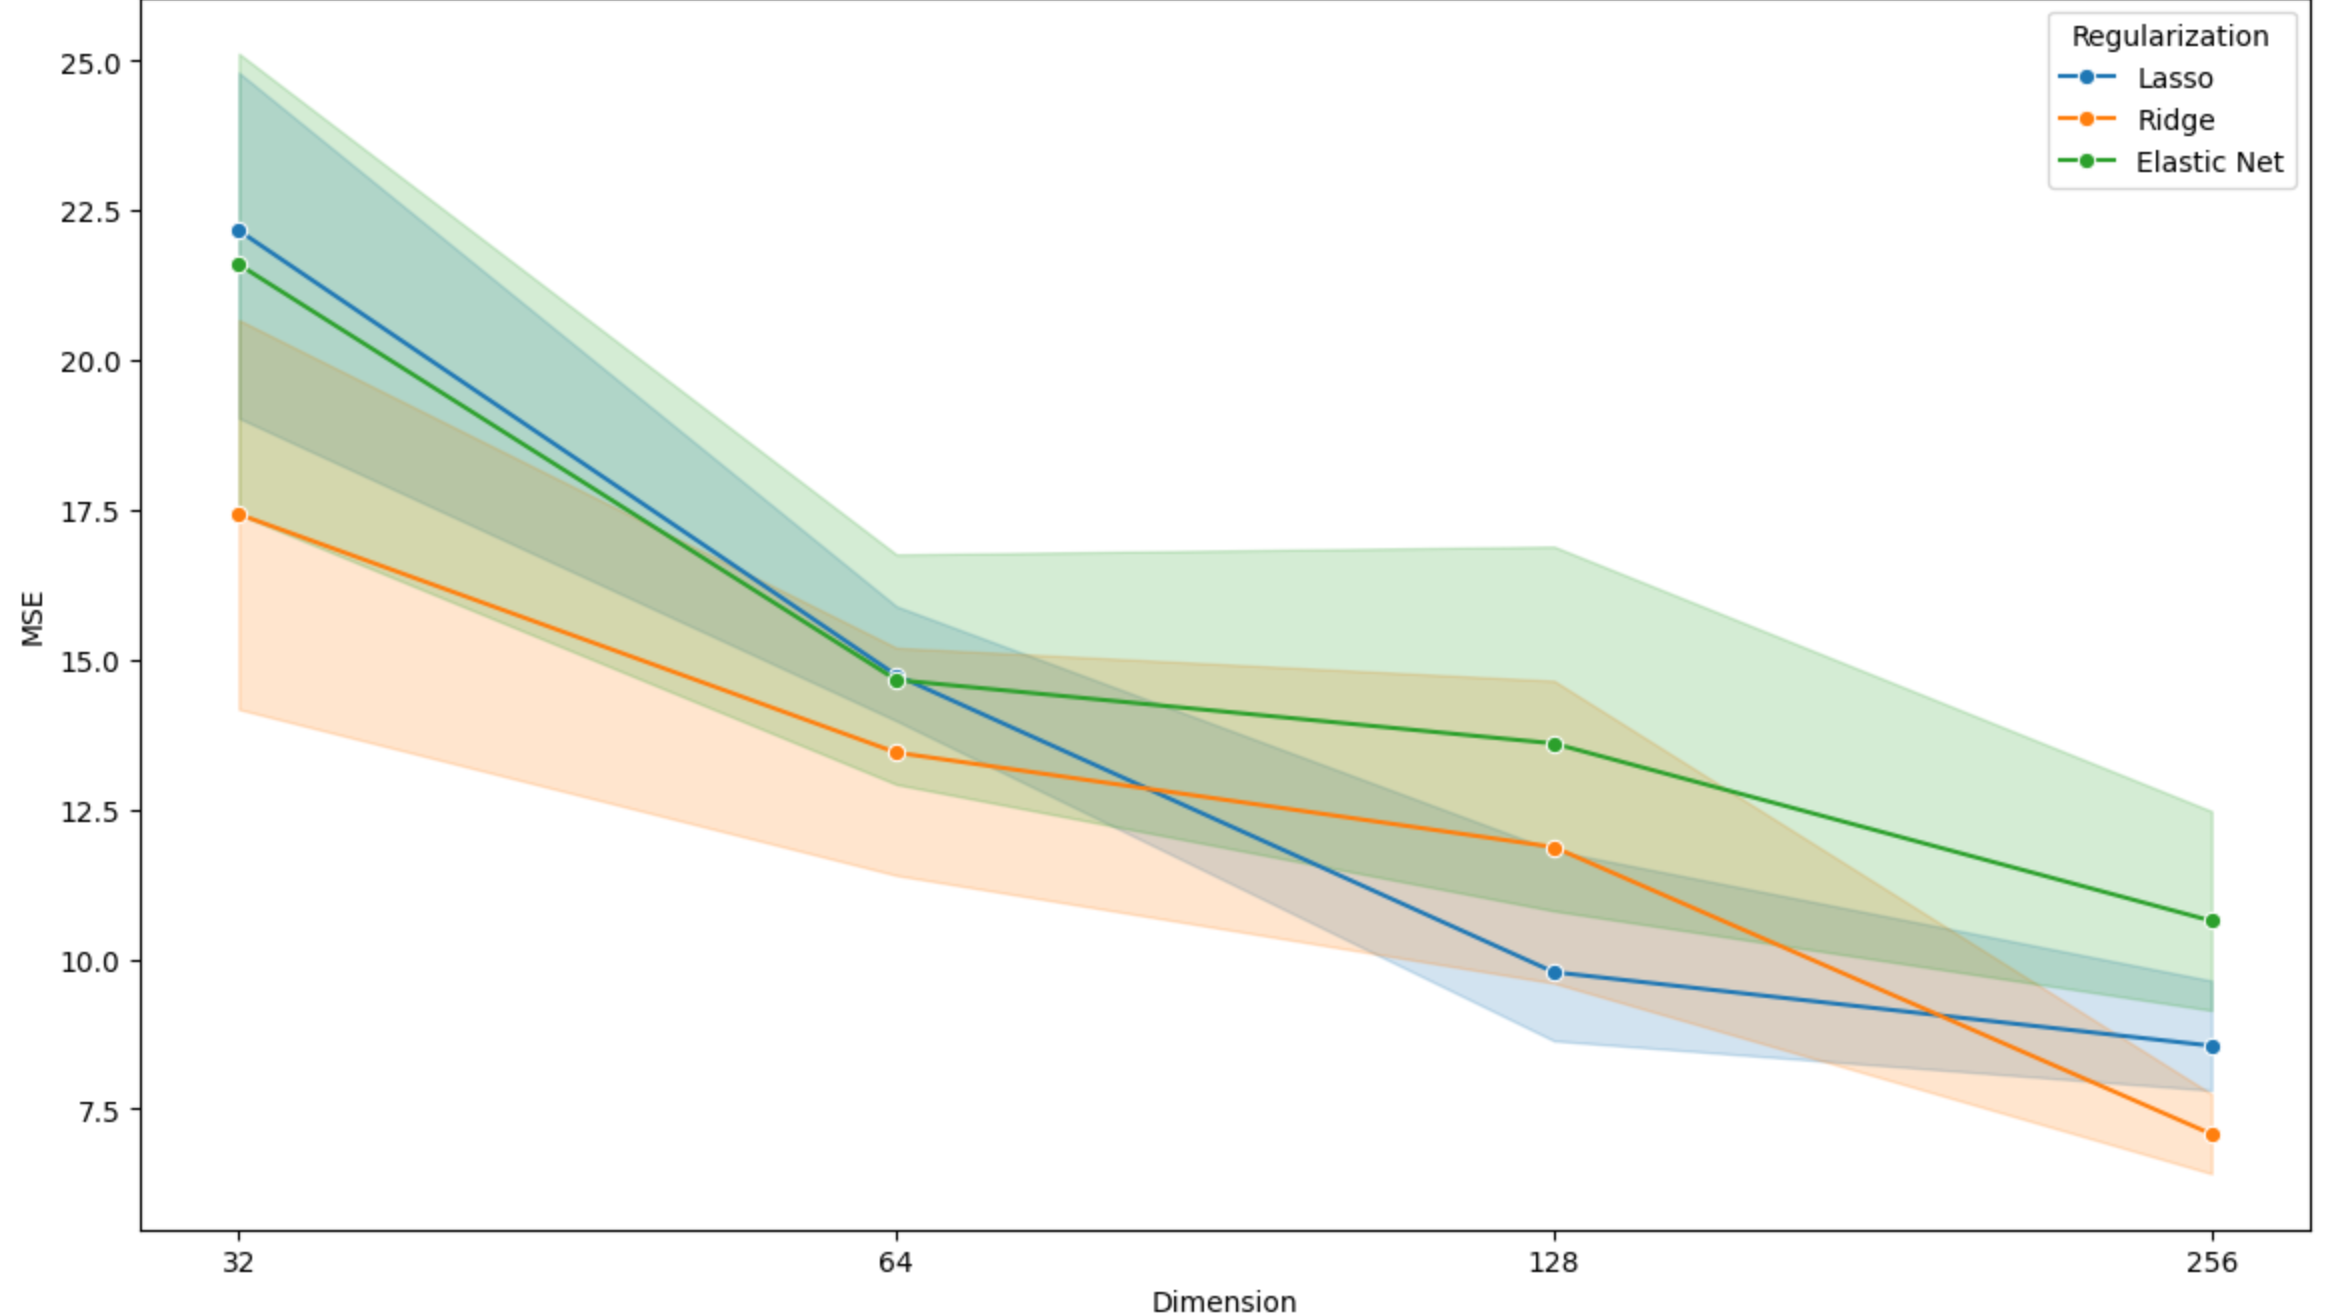 25.0
22.5
20.0
17.5
15.0
12.5
10.0
7.5
MSE
32
64
128
256
Dimension
Regularization
Lasso
Ridge
Elastic Net